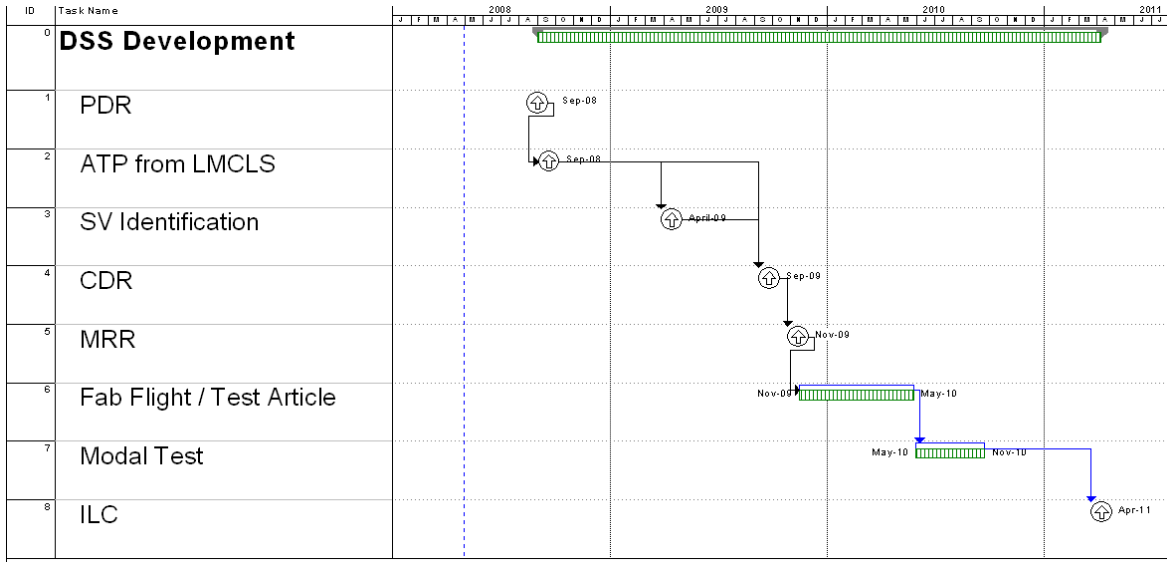 ID Task Name 2008 2009 2010 2011
J F M A M J J A S O N D J F M A M J J A S O N D J F M A M J J A S O N D J F M A M J J
0 DSS Development
1 PDR Sep-08
2 ATP from LMCLS Sep-08
3 SV Identification April-09
4 CDR Sep-09
5 MRR Nov-09
6 Fab Flight / Test Article Nov-09 May-10
7 Modal Test May-10 Nov-10
8 ILC Apr-11